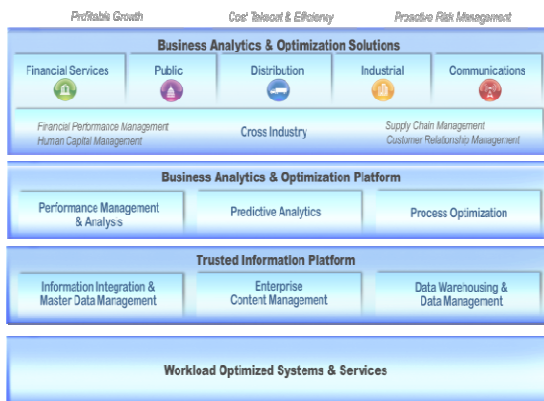 Profitable Growth Cost Takeout & Efficiency Proactive Risk Management
Business Analytics & Optimization Solutions
Financial Services Public Distribution Industrial Communications
Financial Performance Management
Human Capital Management
Cross Industry
Supply Chain Management
Customer Relationship Management
Business Analytics & Optimization Platform
Performance Management
& Analysis
Predictive Analytics
Process Optimization
Trusted Information Platform
Information Integration &
Master Data Management
Enterprise
Content Management
Data Warehousing &
Data Management
Workload Optimized Systems & Services